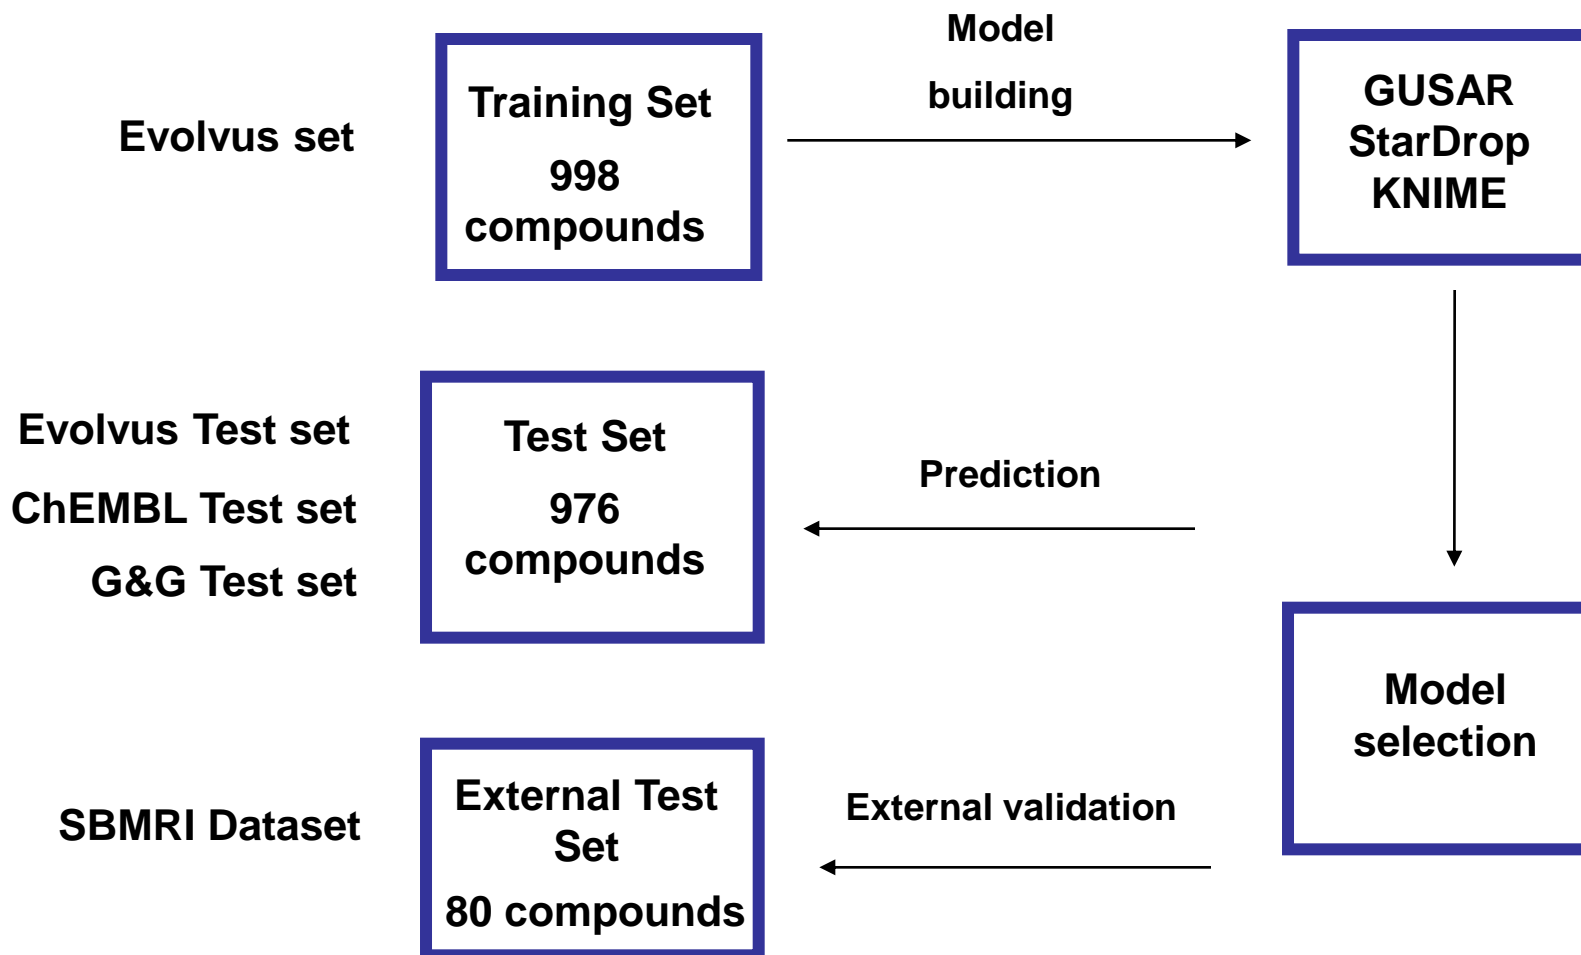 Evolvus set
Training Set
998
compounds
Model
building
GUSAR
StarDrop
KNIME
Evolvus Test set
ChEMBL Test set
G&G Test set
Test Set
976
compounds
Prediction
Model
selection
SBMRI Dataset
External Test
Set
80 compounds
External validation